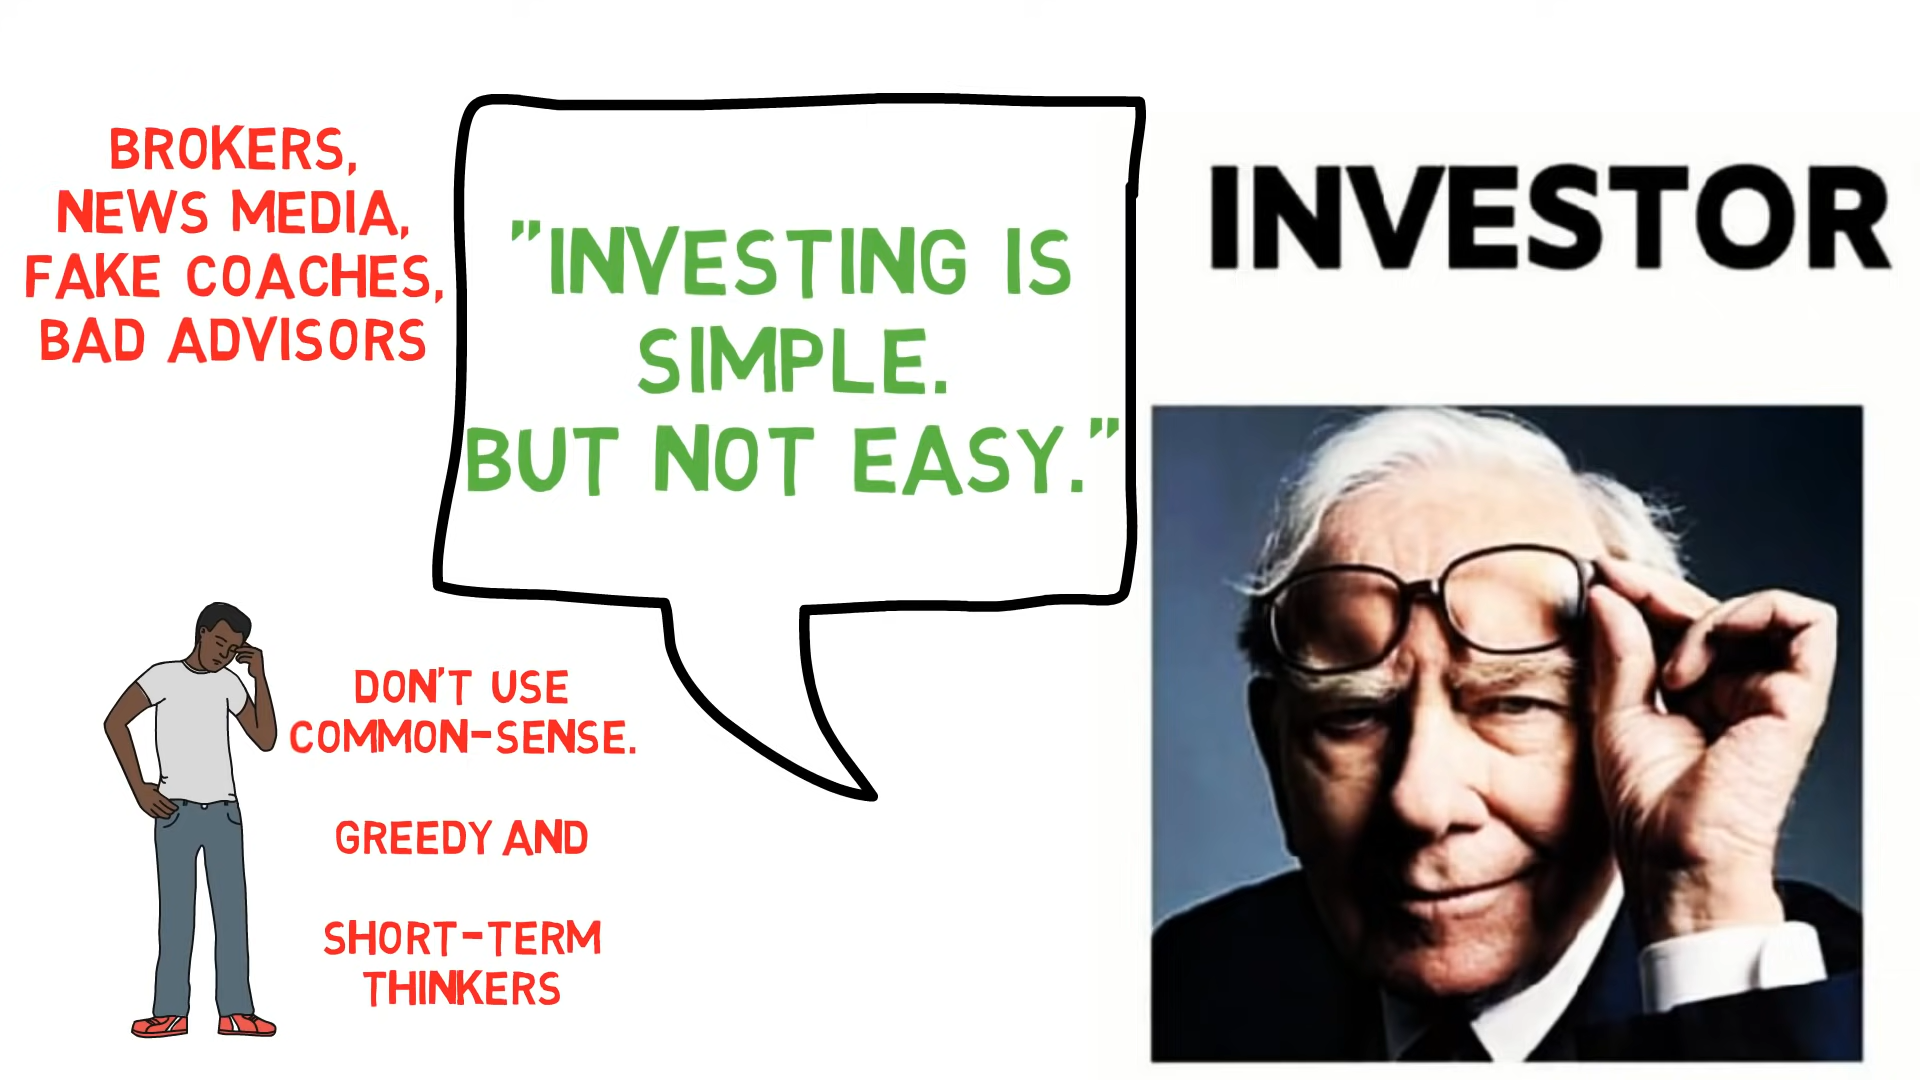 BROKERS,
NEWS MEDIA,
FAKE COACHES,
BAD ADVISORS
"INVESTING IS
SIMPLE.
BUT NOT EASY."
INVESTOR
DON'T USE
COMMON-SENSE.
GREEDY AND
SHORT-TERM
THINKERS